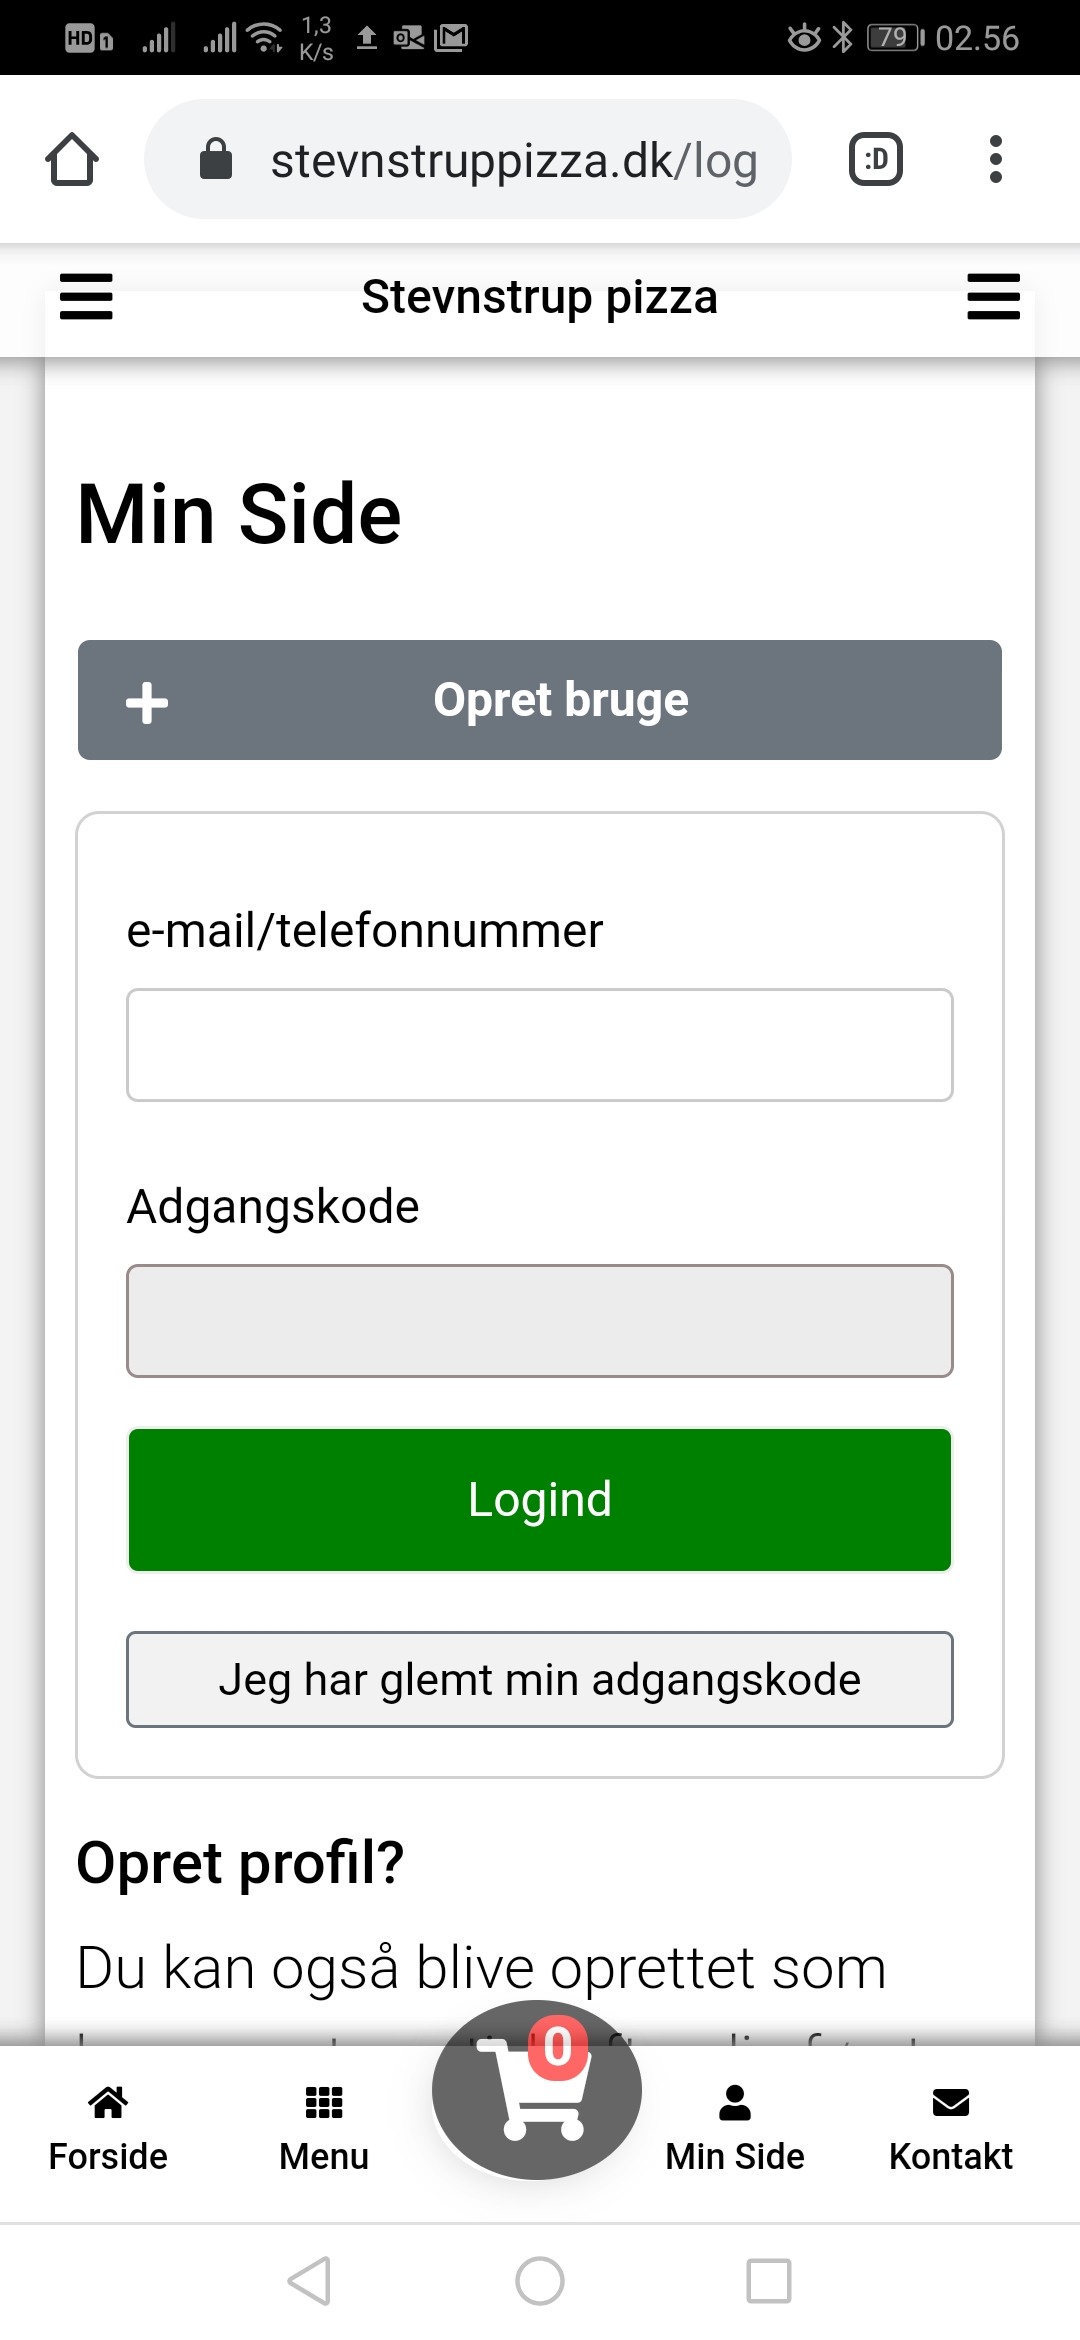 HD 1 1,3 K/s 79 02.56
stevnstruppizza.dk/log
:D
Stevnstrup pizza
Min Side
Opret bruge
e-mail/telefonnummer
Adgangskode
Logind
Jeg har glemt min adgangskode
Opret profil?
Du kan også blive oprettet som
0
Forside Menu Min Side Kontakt